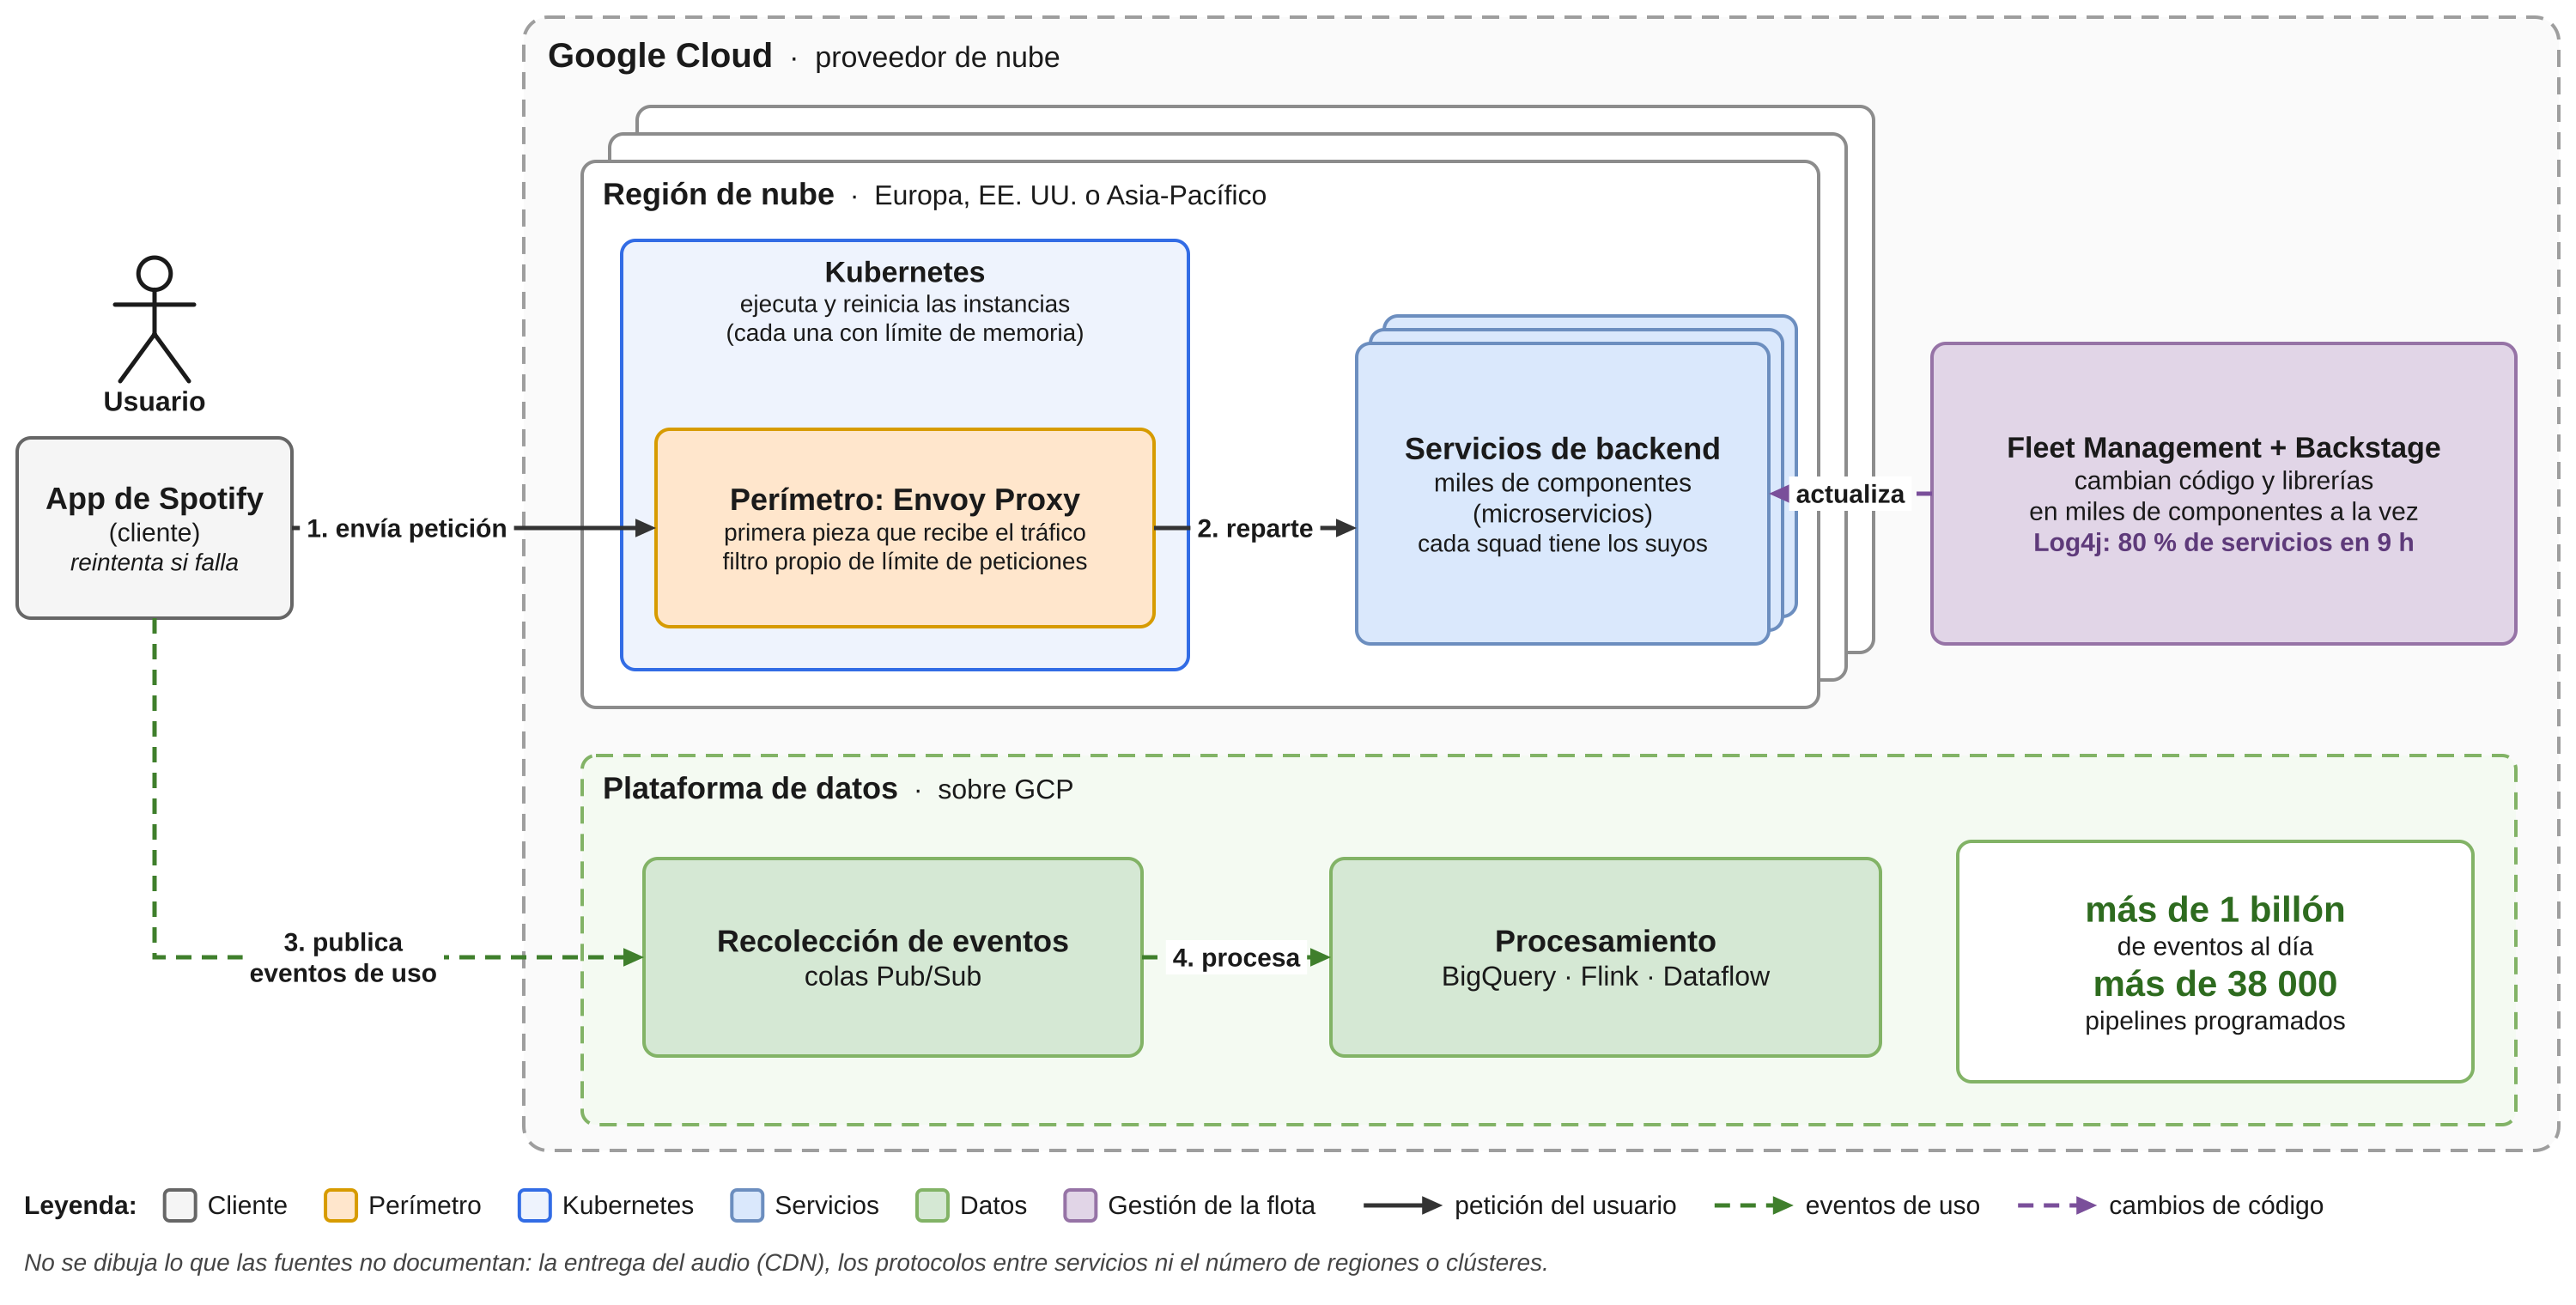 Google Cloud · proveedor de nube
Región de nube · Europa, EE. UU. o Asia-Pacífico
Kubernetes
ejecuta y reinicia las instancias
(cada una con límite de memoria)
Usuario
App de Spotify
(cliente)
reintenta si falla
1. envía petición
Perímetro: Envoy Proxy
primera pieza que recibe el tráfico
filtro propio de límite de peticiones
2. reparte
Servicios de backend
miles de componentes
(microservicios)
cada squad tiene los suyos
actualiza
Fleet Management + Backstage
cambian código y librerías
en miles de componentes a la vez
Log4j: 80 % de servicios en 9 h
Plataforma de datos · sobre GCP
3. publica
eventos de uso
Recolección de eventos
colas Pub/Sub
4. procesa
Procesamiento
BigQuery · Flink · Dataflow
más de 1 billón
de eventos al día
más de 38 000
pipelines programados
Leyenda: Cliente Perímetro Kubernetes Servicios Datos Gestión de la flota petición del usuario eventos de uso cambios de código
No se dibuja lo que las fuentes no documentan: la entrega del audio (CDN), los protocolos entre servicios ni el número de regiones o clústeres.